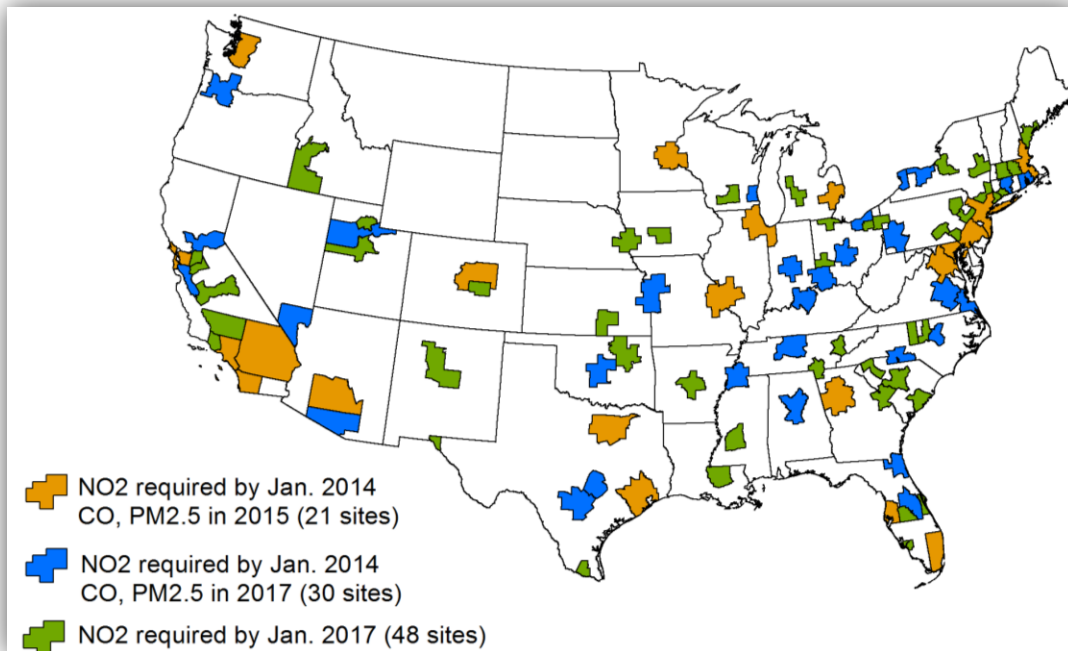 NO2 required by Jan. 2014
CO, PM2.5 in 2015 (21 sites)
NO2 required by Jan. 2014
CO, PM2.5 in 2017 (30 sites)
NO2 required by Jan. 2017 (48 sites)